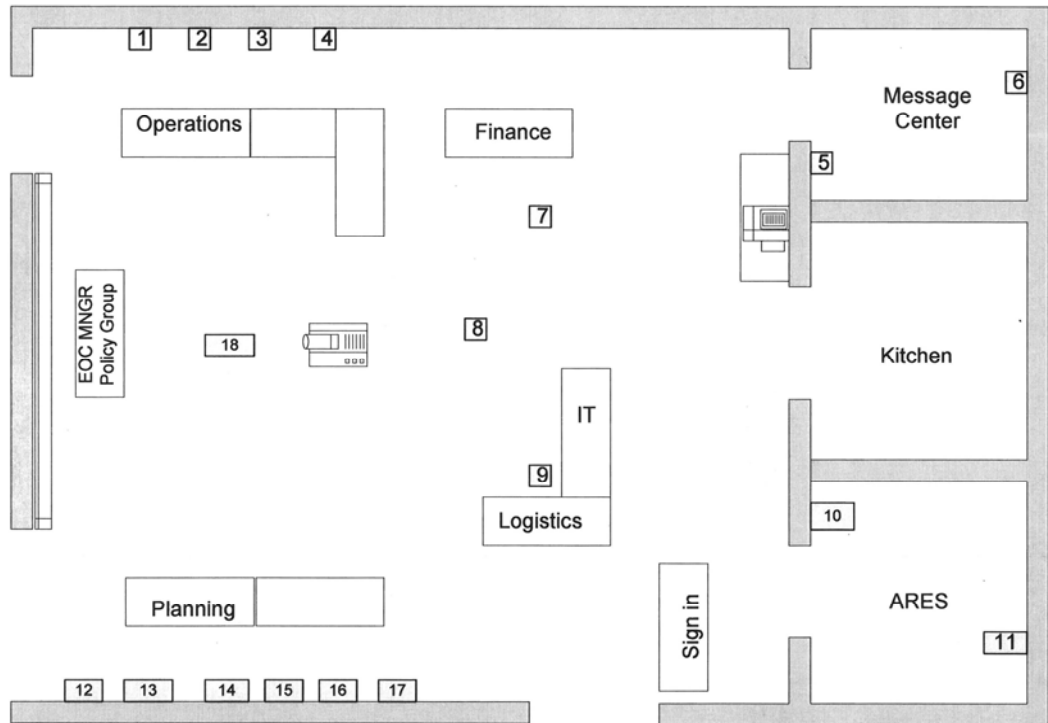 1
2
3
4
Message
Center
6
Operations
Finance
5
7
EOC MNGR
Policy Group
18
8
Kitchen
IT
9
Logistics
10
Planning
Sign in
ARES
11
12
13
14
15
16
17